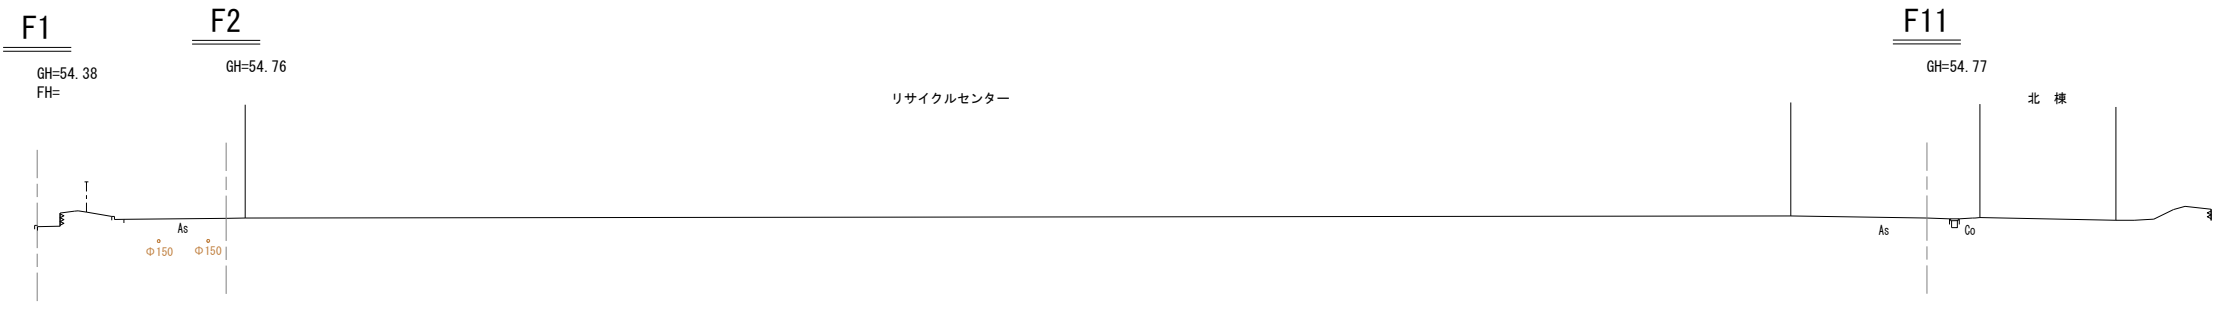 F1
F2
F11
GH=54.38
FH=
GH=54.76
GH=54.77
リサイクルセンター
北 棟
As
Φ150
Φ150
As
Co